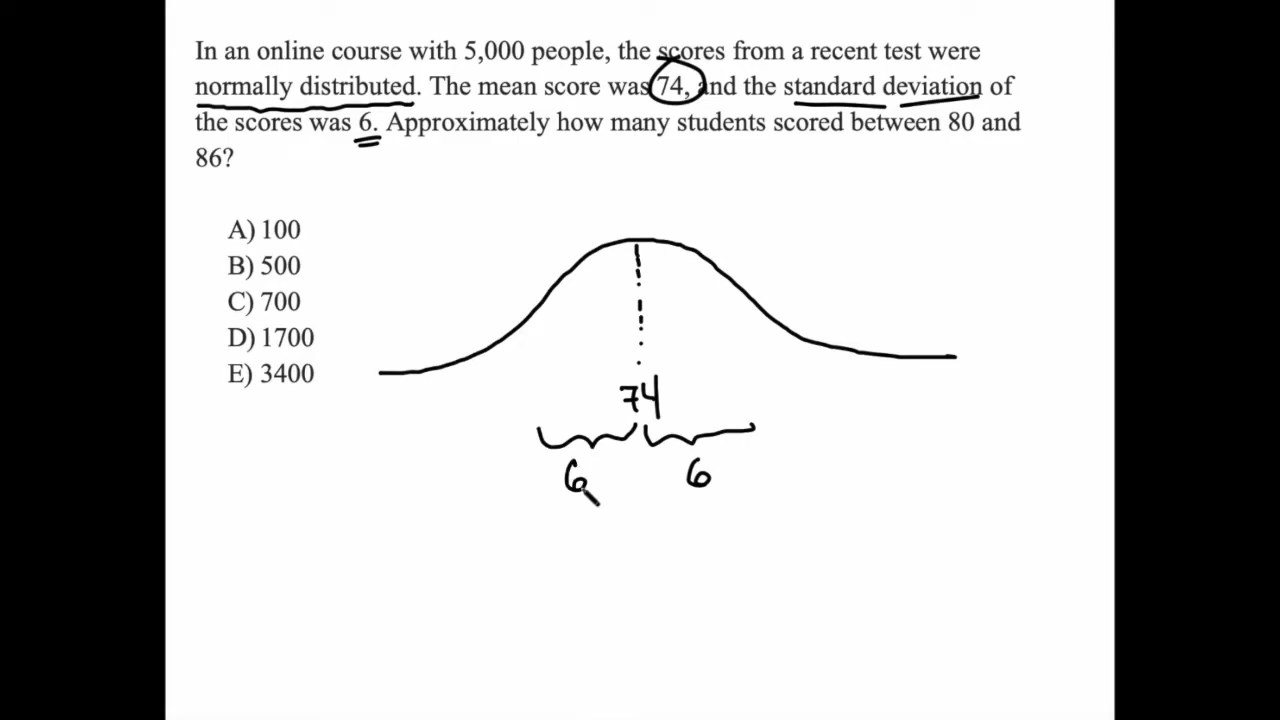 In an online course with 5,000 people, the scores from a recent test were
normally distributed. The mean score was 74, and the standard deviation of
the scores was 6. Approximately how many students scored between 80 and
86?
A) 100
B) 500
C) 700
D) 1700
E) 3400
74
6 6